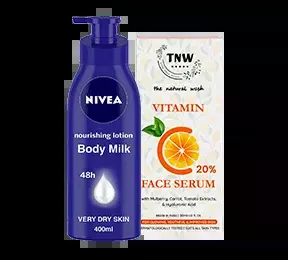 NIVEA
nourishing lotion
Body Milk
48h
VERY DRY SKIN
400ml
TNW
the natural wash
VITAMIN
C
20%
FACE SERUM
with Mulberry, Carrot, Tomato Extracts,
& Hyaluronic Acid